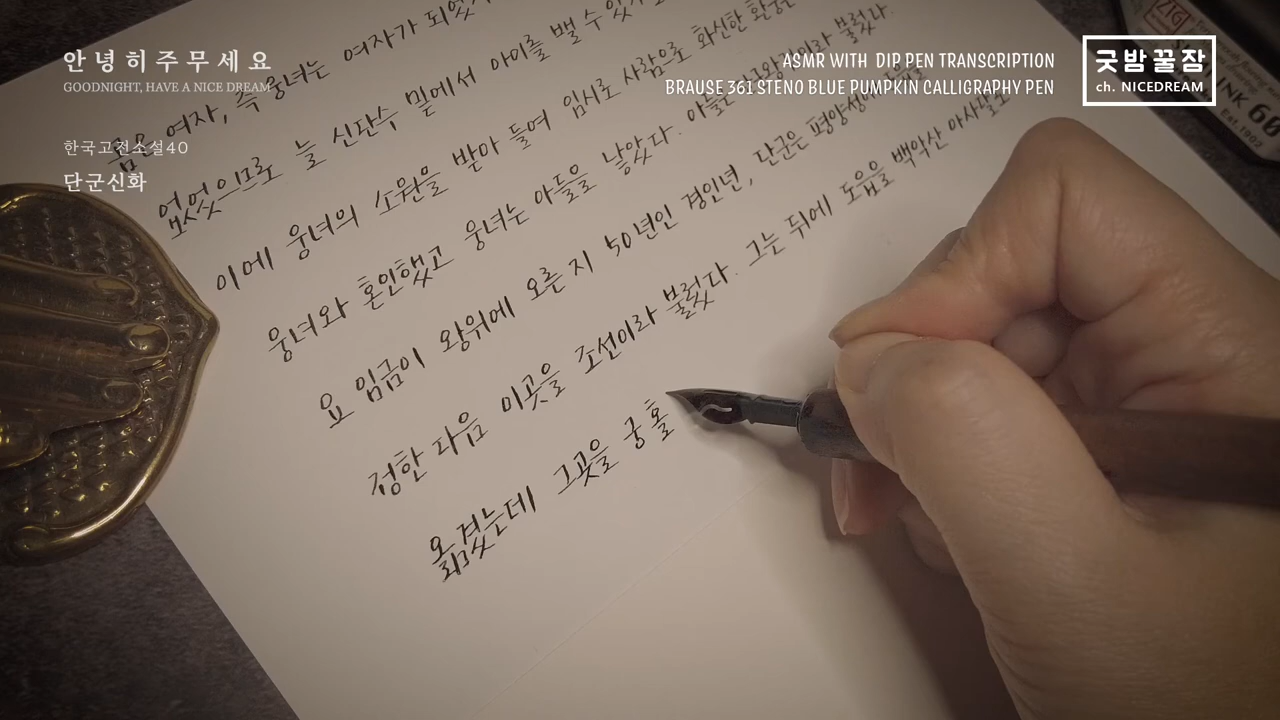 안녕히주무세요
GOODNIGHT, HAVE A NICE DREAM
한국고전소설40
단군신화
ASMR WITH DIP PEN TRANSCRIPTION
BRAUSE 361 STENO BLUE PUMPKIN CALLIGRAPHY PEN
굿밤꿀잠
ch. NICEDREAM
INK 60
Est. 1902
여자가 되었
곰은 여자, 즉 웅녀는
없었으므로 늘 신단수 밑에서 아이를 밸 수 있
이에 웅녀의 소원을 받아 들여 임시로 사람으로 화신한 환웅은
웅녀와 혼인했고 웅녀는 아들을 낳았다. 아들은 단군왕검이라 불렀다.
요 임금이 왕위에 오른지 50년인 경인년, 단군은 평양성에
정한 다음 이곳을 조선이라 불렀다. 그는 뒤에 도읍을 백악산 아사달로
옮겼는데 그곳을 궁홀